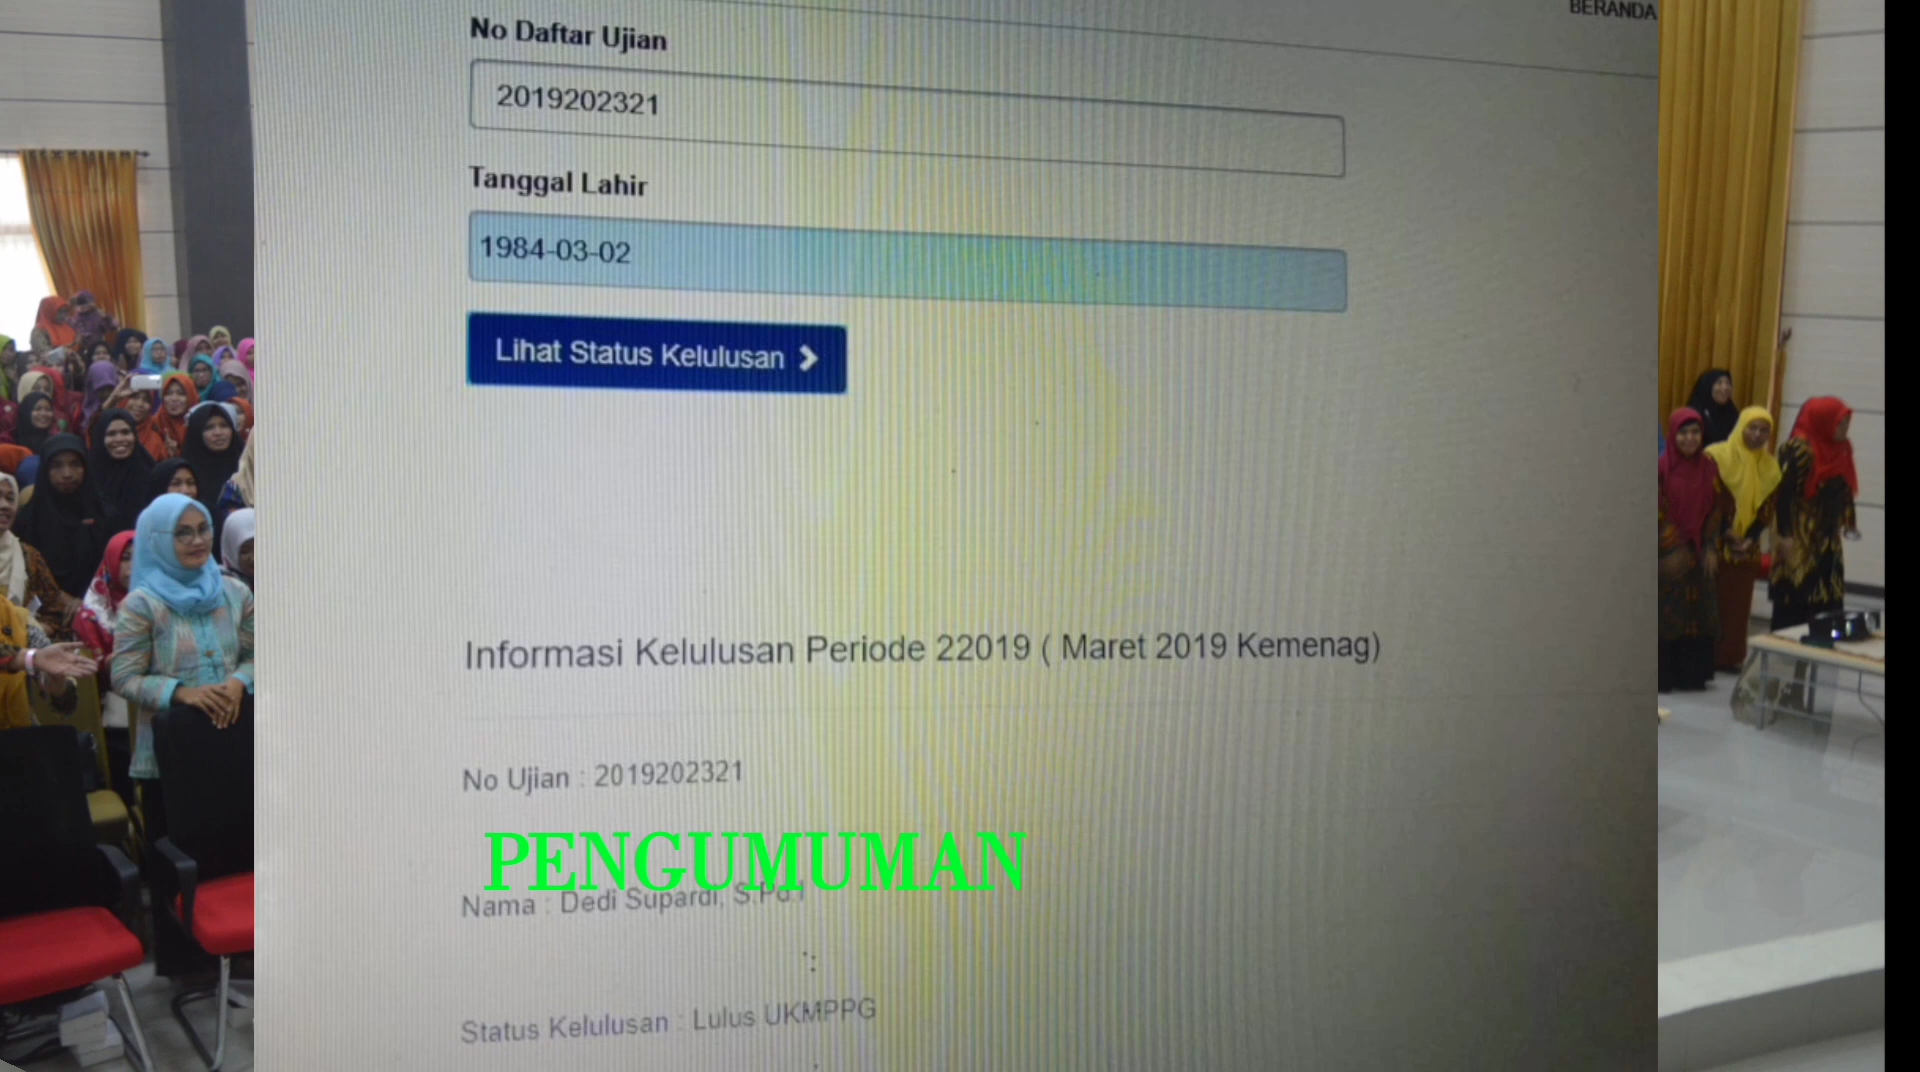 BERANDA
No Daftar Ujian
2019202321
Tanggal Lahir
1984-03-02
Lihat Status Kelulusan
Informasi Kelulusan Periode 22019 ( Maret 2019 Kemenag)
No Ujian : 2019202321
PENGUMUMAN
Nama : Dedi Supardi, S.Pd.I
Status Kelulusan : Lulus UKMPPG